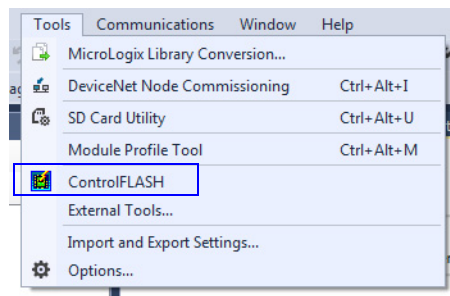 Tools Communications Window Help
MicroLogix Library Conversion...
DeviceNet Node Commissioning Ctrl+Alt+I
SD Card Utility Ctrl+Alt+U
Module Profile Tool Ctrl+Alt+M
ControlFLASH
External Tools...
Import and Export Settings...
Options...